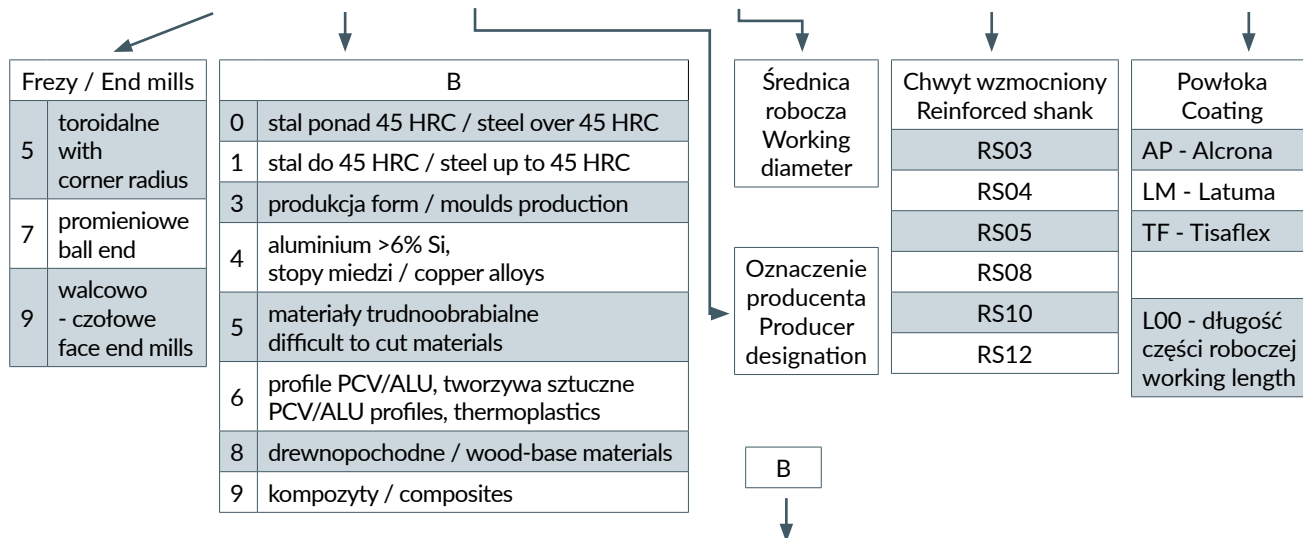 Frezy / End mills
5
toroidalne
with
corner radius
7
promieniowe
ball end
9
walcowo
- czołowe
face end mills
B
0 stal ponad 45 HRC / steel over 45 HRC
1 stal do 45 HRC / steel up to 45 HRC
3 produkcja form / moulds production
4
aluminium >6% Si,
stopy miedzi / copper alloys
5
materiały trudnoobrabialne
difficult to cut materials
6
profile PCV/ALU, tworzywa sztuczne
PCV/ALU profiles, thermoplastics
8 drewnopochodne / wood-base materials
9 kompozyty / composites
Średnica
robocza
Working
diameter
Oznaczenie
producenta
Producer
designation
B
Chwyt wzmocniony
Reinforced shank
RS03
RS04
RS05
RS08
RS10
RS12
Powłoka
Coating
AP - Alcrona
LM - Latuma
TF - Tisaflex
L00 - długość
części roboczej
working length